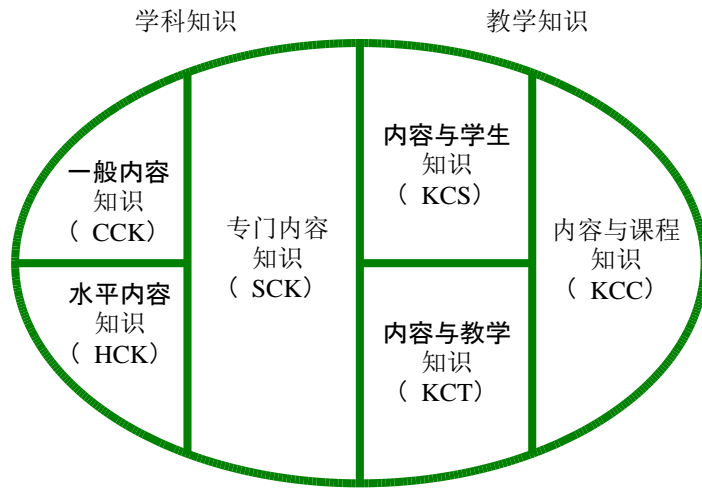 学科知识
教学知识
一般内容
知识
（ CCK）
水平内容
知识
（ HCK）
专门内容
知识
（ SCK）
内容与学生
知识
（ KCS）
内容与教学
知识
（ KCT）
内容与课程
知识
（ KCC）